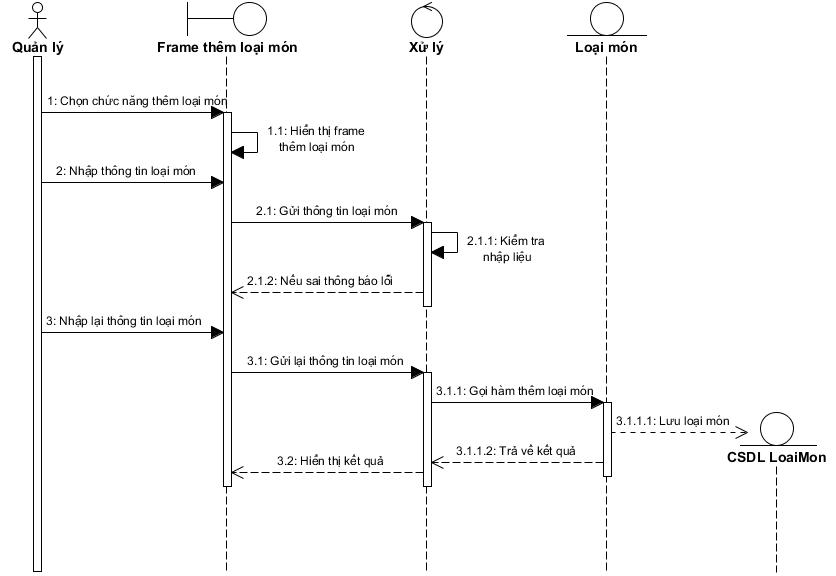 Quản lý
Frame thêm loại món
Xử lý
Loại món
1: Chọn chức năng thêm loại món
1.1: Hiển thị frame
thêm loại món
2: Nhập thông tin loại món
2.1: Gửi thông tin loại món
2.1.1: Kiểm tra
nhập liệu
2.1.2: Nếu sai thông báo lỗi
3: Nhập lại thông tin loại món
3.1: Gửi lại thông tin loại món
3.1.1: Gọi hàm thêm loại món
3.1.1.1: Lưu loại món
CSDL LoaiMon
3.1.1.2: Trả về kết quả
3.2: Hiển thị kết quả